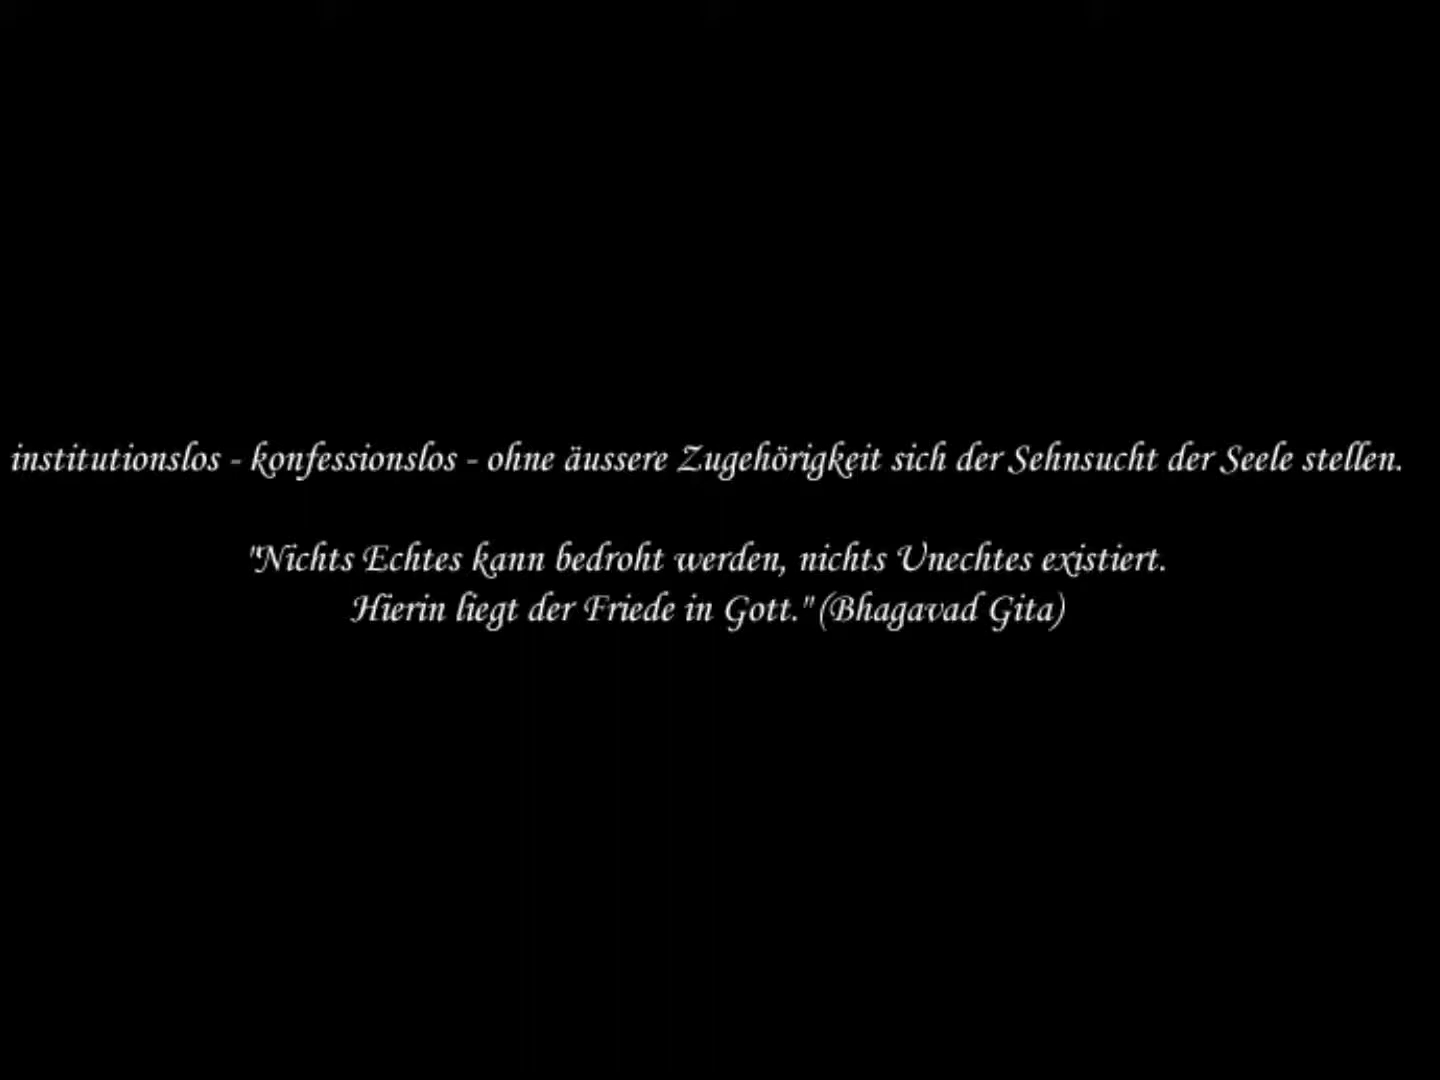 institutionslos - konfessionslos - ohne äussere Zugehörigkeit sich der Sehnsucht der Seele stellen.
"Nichts Echtes kann bedroht werden, nichts Unechtes existiert.
Hierin liegt der Friede in Gott." (Bhagavad Gita)